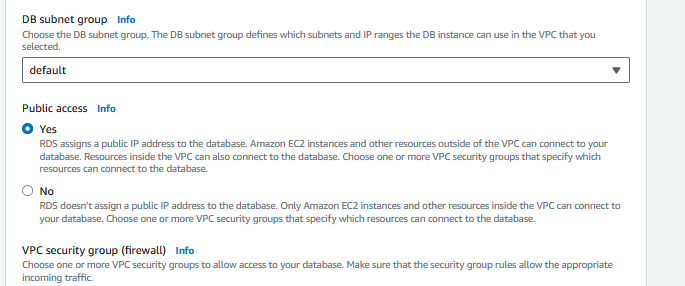 DB subnet group Info
Choose the DB subnet group. The DB subnet group defines which subnets and IP ranges the DB instance can use in the VPC that you
selected.
default
Public access Info
Yes
RDS assigns a public IP address to the database. Amazon EC2 instances and other resources outside of the VPC can connect to your
database. Resources inside the VPC can also connect to the database. Choose one or more VPC security groups that specify which
resources can connect to the database.
No
RDS doesn't assign a public IP address to the database. Only Amazon EC2 instances and other resources inside the VPC can connect to
your database. Choose one or more VPC security groups that specify which resources can connect to the database.
VPC security group (firewall) Info
Choose one or more VPC security groups to allow access to your database. Make sure that the security group rules allow the appropriate
incoming traffic.